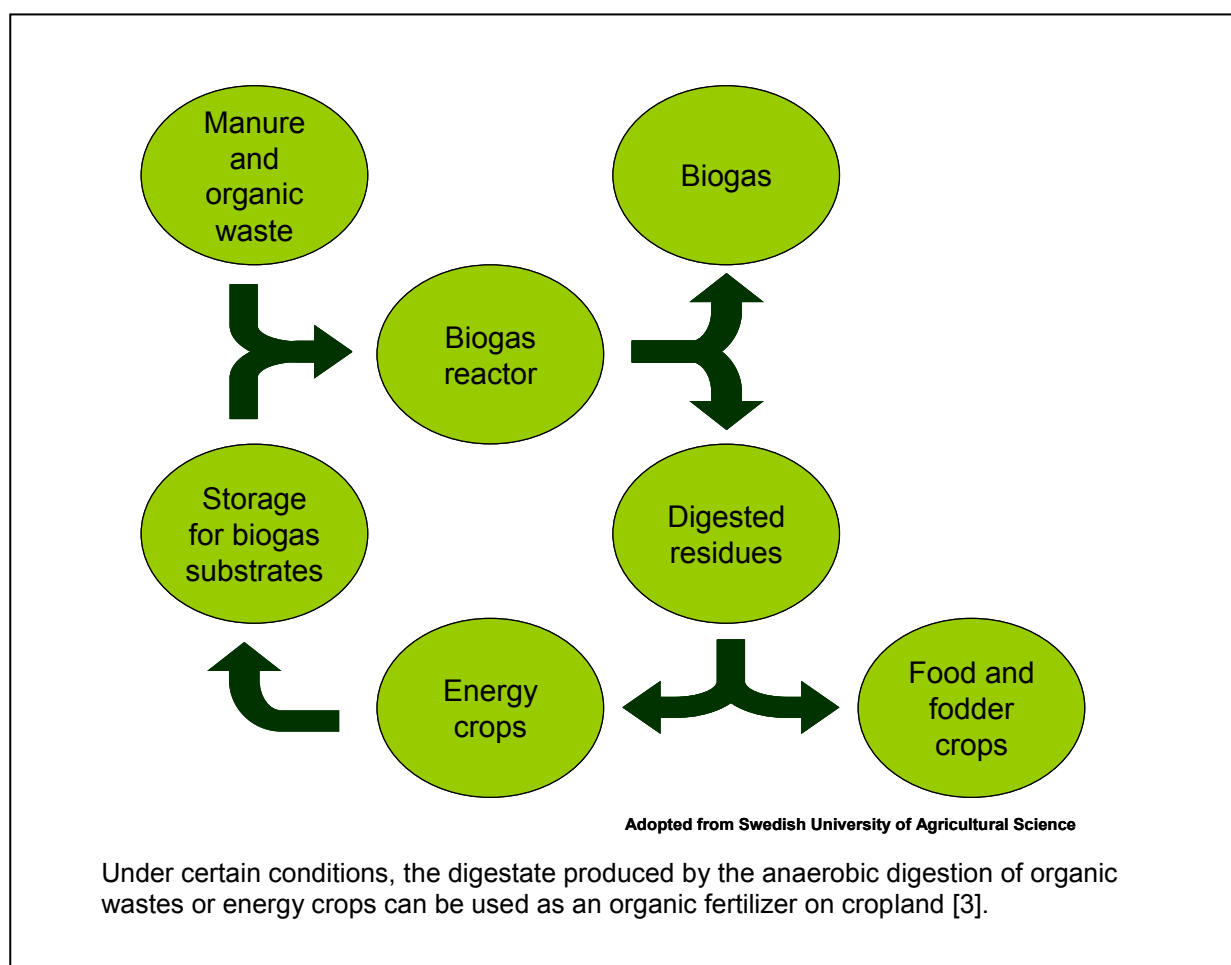 Manure
and
organic
waste
Biogas
Biogas
reactor
Storage
for biogas
substrates
Digested
residues
Energy
crops
Food and
fodder
crops
Adopted from Swedish University of Agricultural Science
Under certain conditions, the digestate produced by the anaerobic digestion of organic
wastes or energy crops can be used as an organic fertilizer on cropland [3].